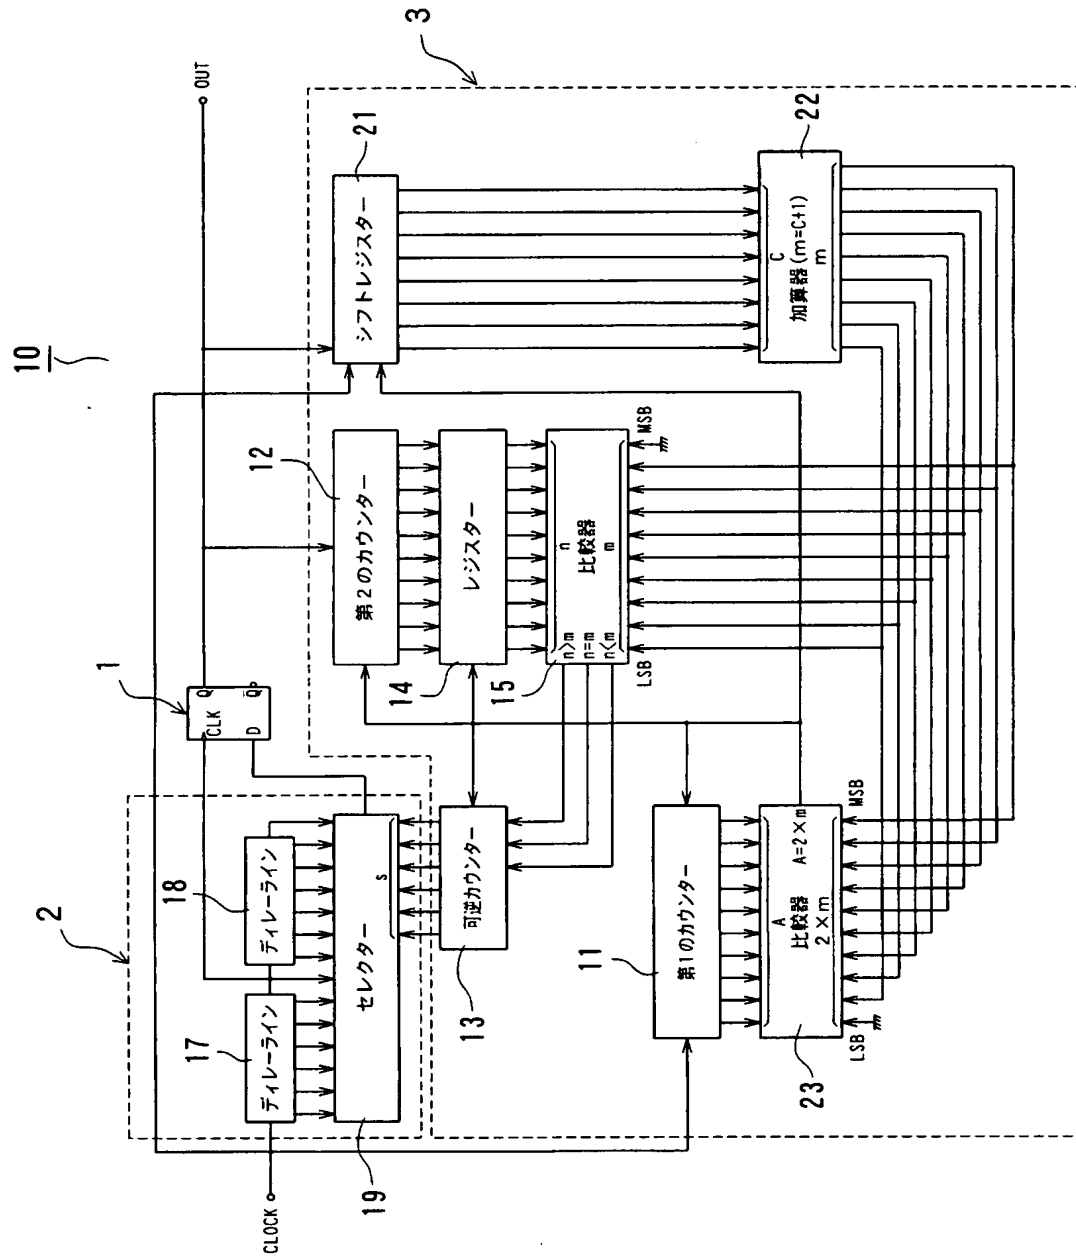 10
3
2
1
CLOCK
OUT
17
ディレーライン
18
ディレーライン
19
セレクター
s
CLK
D
Q
Q
13
可逆カウンター
12
第2のカウンター
14
レジスター
15
n
比較器
m
n>m
n=m
n<m
LSB
MSB
21
シフトレジスター
22
C
加算器(m=C+1)
m
11
第1のカウンター
23
A
比較器
2×m
A=2×m
LSB
MSB